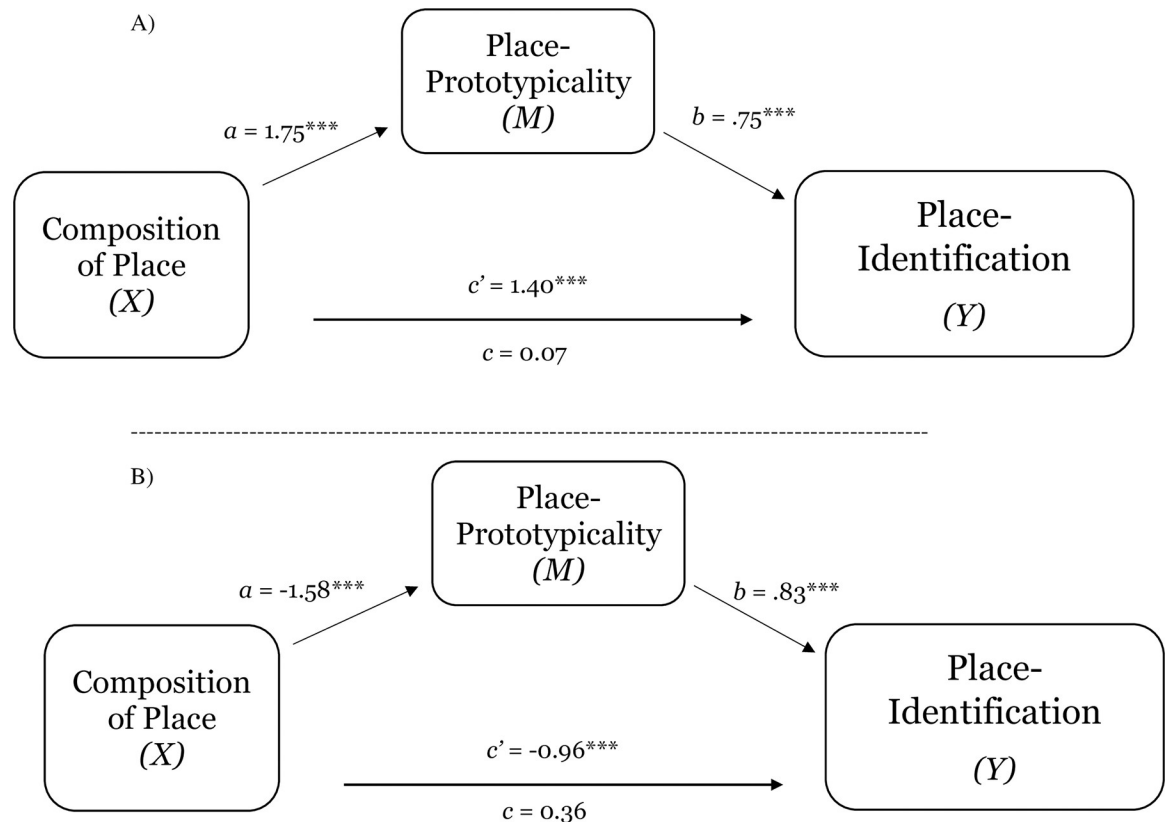 A)
Place-
Prototypicality
(M)
a = 1.75***
b = .75***
Composition
of Place
(X)
Place-
Identification
(Y)
c’ = 1.40***
c = 0.07
B)
Place-
Prototypicality
(M)
a = -1.58***
b = .83***
Composition
of Place
(X)
Place-
Identification
(Y)
c’ = -0.96***
c = 0.36